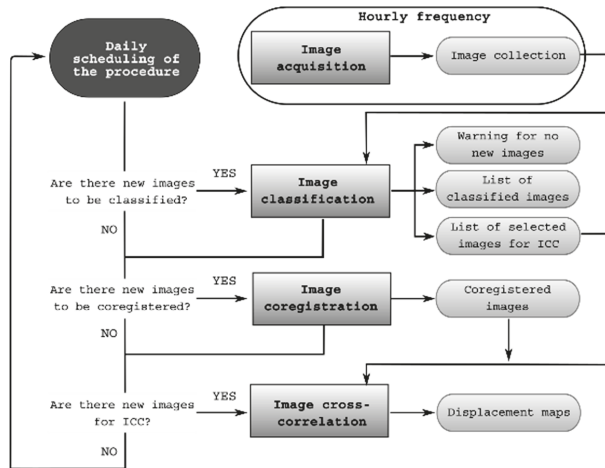 Hourly frequency
Daily
scheduling of
the procedure
Image
acquisition
Image collection
Warning for no
new images
Are there new images
to be classified?
YES
Image
classification
List of
classified images
NO
List of selected
images for ICC
Are there new images
to be coregistered?
YES
Image
coregistration
Coregistered
images
NO
Are there new images
for ICC?
YES
Image cross-
correlation
Displacement maps
NO